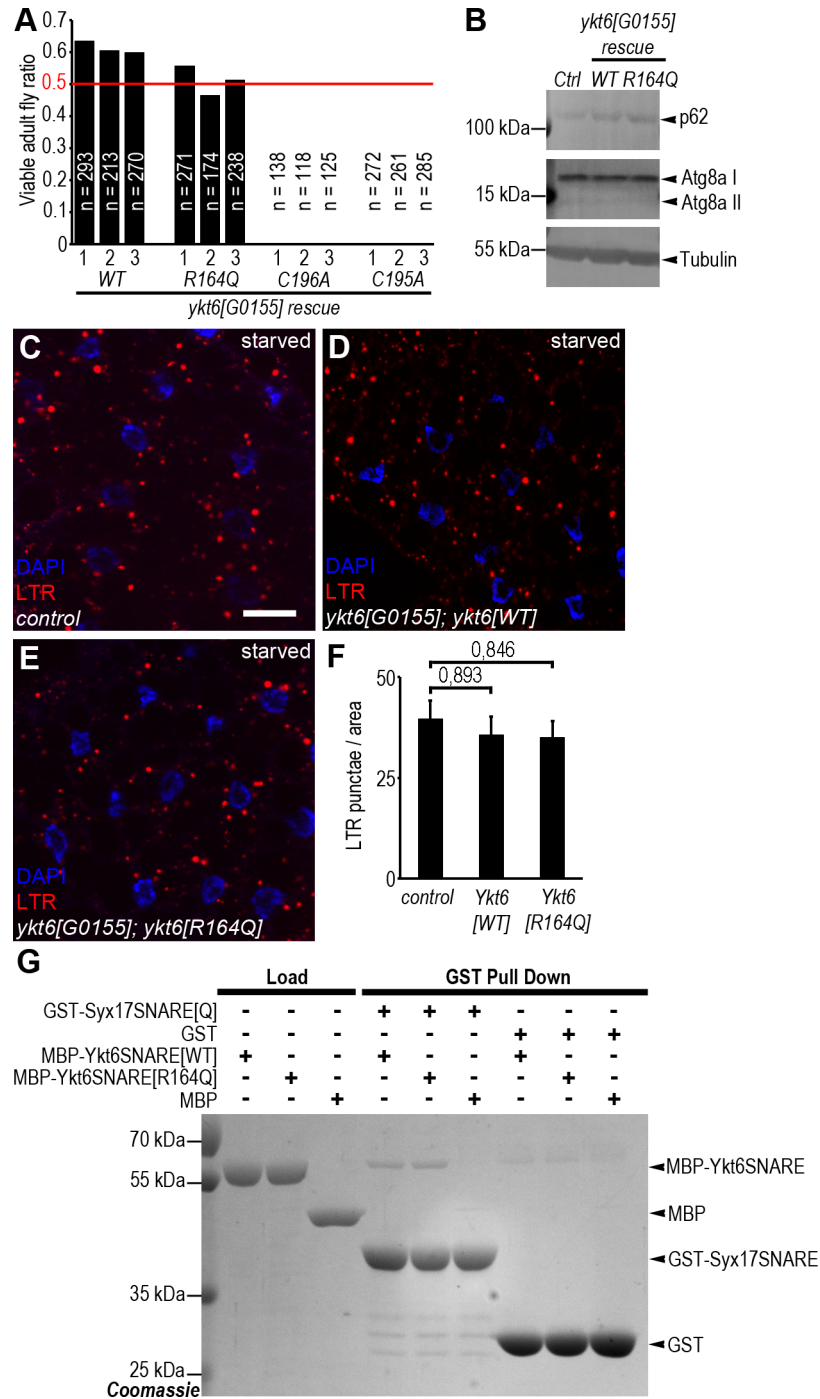 A
Viable adult fly ratio
0.7
0.6
0.5
0.4
0.3
0.2
0.1
0
n = 293
n = 213
n = 270
n = 271
n = 174
n = 238
n = 138
n = 118
n = 125
n = 272
n = 261
n = 285
1 2 3 1 2 3 1 2 3 1 2 3
WT R164Q C196A C195A
ykt6[G0155] rescue
B
ykt6[G0155]
rescue
Ctrl WT R164Q
100 kDa
p62
15 kDa
Atg8a I
Atg8a II
55 kDa
Tubulin
C
starved
DAPI
LTR
control
D
starved
DAPI
LTR
ykt6[G0155]; ykt6[WT]
E
starved
DAPI
LTR
ykt6[G0155]; ykt6[R164Q]
F
LTR punctae / area
50
25
0
0,846
0,893
control Ykt6 Ykt6
[WT] [R164Q]
G
Load GST Pull Down
GST-Syx17SNARE[Q] - - - + + + - - -
GST - - - - - - + + +
MBP-Ykt6SNARE[WT] + - - + - - + - -
MBP-Ykt6SNARE[R164Q] - + - - + - - + -
MBP - - + - - + - - +
70 kDa
55 kDa
35 kDa
25 kDa
Coomassie
MBP-Ykt6SNARE
MBP
GST-Syx17SNARE
GST